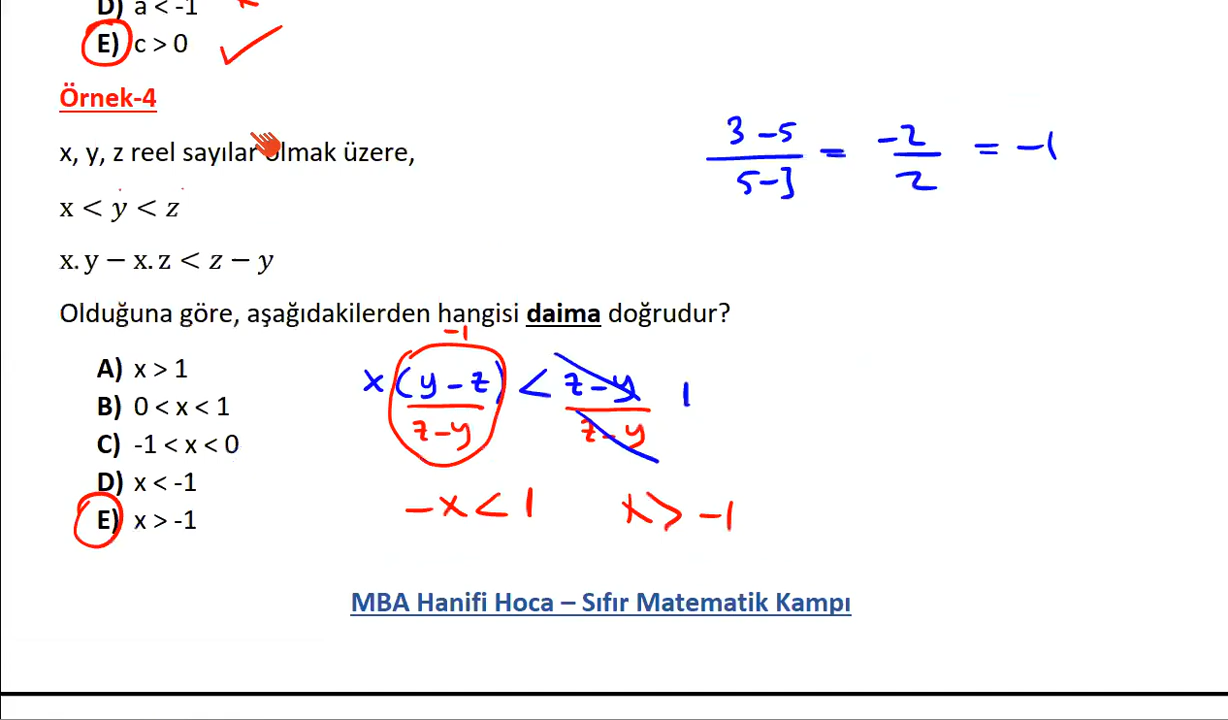 D) a < -1
E) c > 0
Örnek-4
x, y, z reel sayılar olmak üzere,
3-5/5-3 = -2/2 = -1
x < y < z
x.y − x.z < z − y
Olduğuna göre, aşağıdakilerden hangisi daima doğrudur?
-1
A) x > 1
x (y-z)/z-y < z-y/z-y 1
B) 0 < x < 1
C) -1 < x < 0
D) x < -1
E) x > -1
-x < 1 x > -1
MBA Hanifi Hoca – Sıfır Matematik Kampı